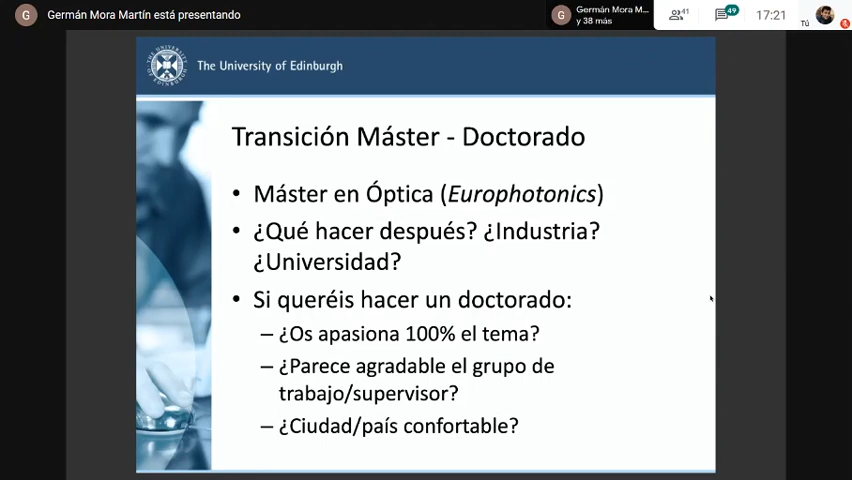 G Germán Mora Martín está presentando
G Germán Mora M...
y 38 más
41
49
17:21
Tú
The University of Edinburgh
Transición Máster - Doctorado
• Máster en Óptica (Europhotonics)
• ¿Qué hacer después? ¿Industria?
¿Universidad?
• Si queréis hacer un doctorado:
– ¿Os apasiona 100% el tema?
– ¿Parece agradable el grupo de
trabajo/supervisor?
– ¿Ciudad/país confortable?